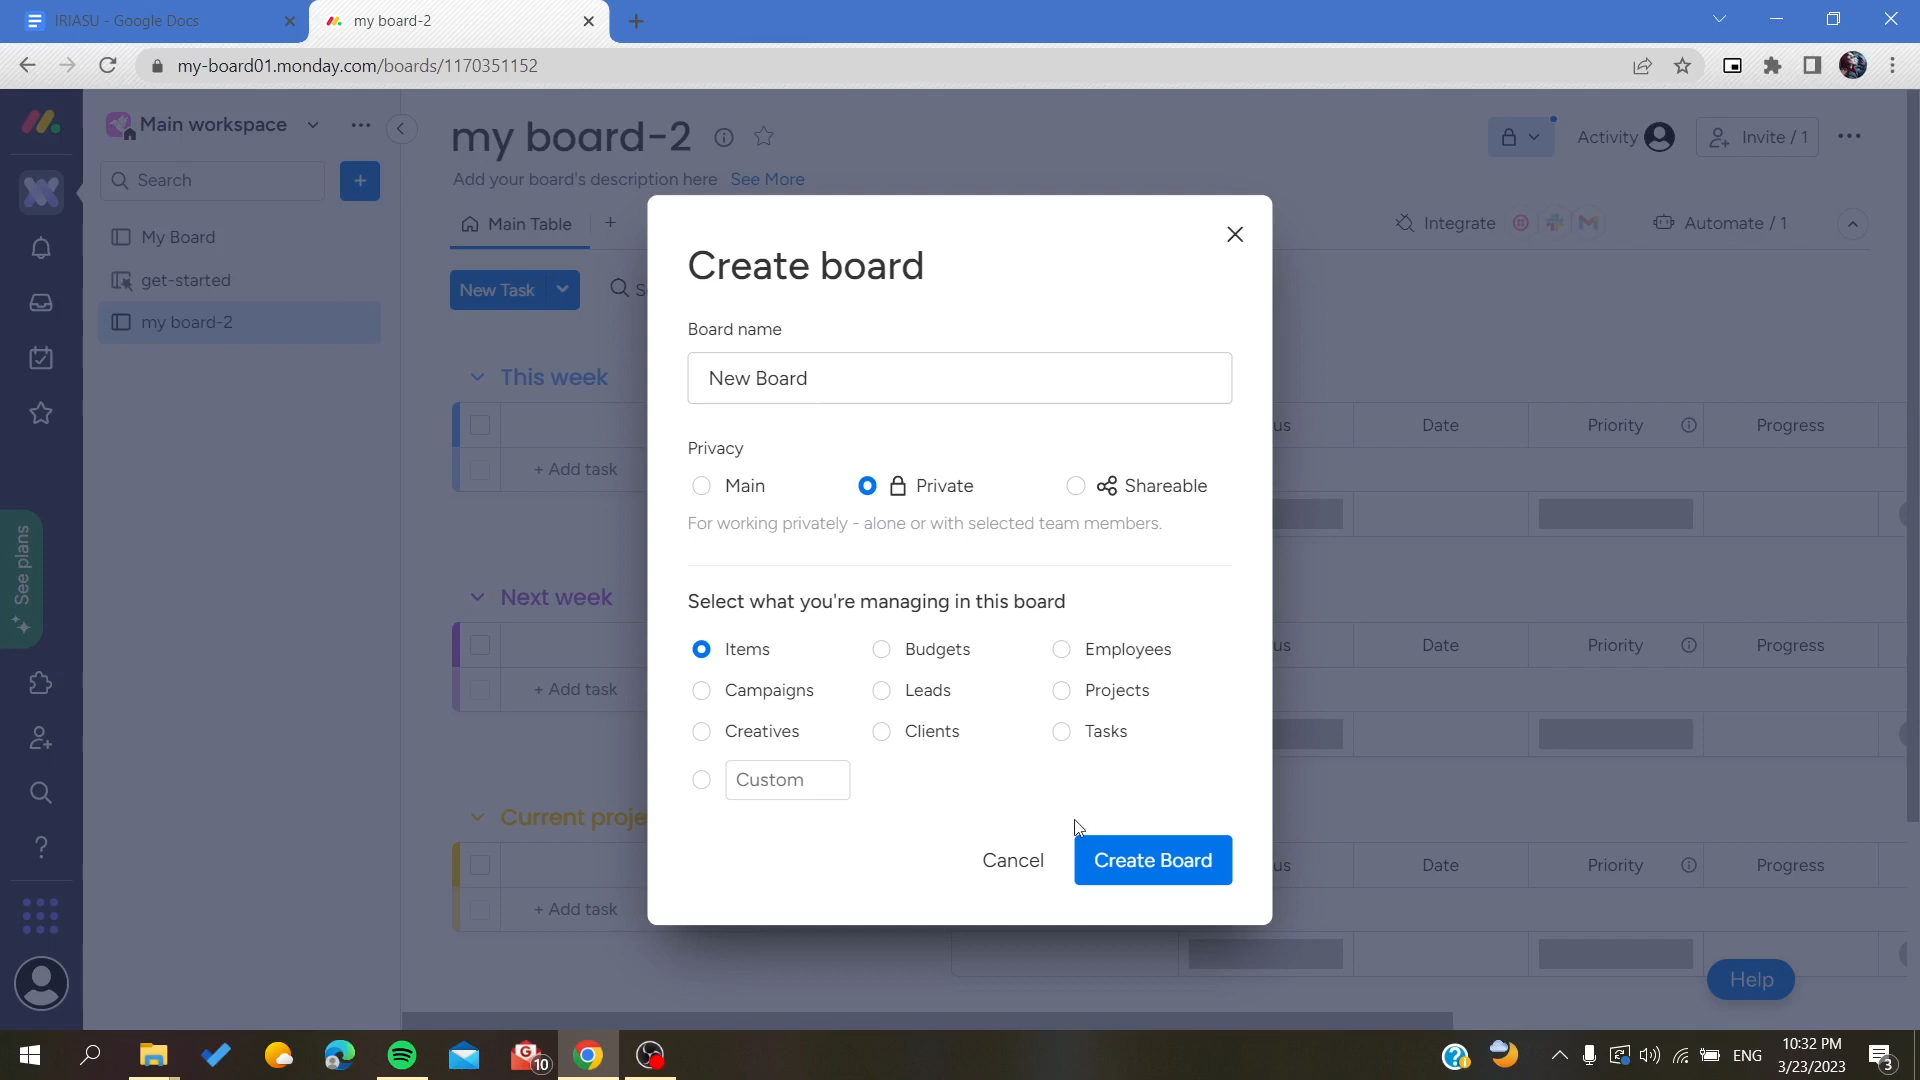 IRIASU - Google Docs
my board-2
my-board01.monday.com/boards/1170351152
Main workspace
Search
My Board
get-started
my board-2
See plans
my board-2
Activity
Invite / 1
Add your board's description here See More
Main Table
Integrate
Automate / 1
New Task
This week
Date Priority Progress
+ Add task
Next week
Date Priority Progress
+ Add task
Date Priority Progress
+ Add task
Create board
Board name
New Board
Privacy
Main Private Shareable
For working privately - alone or with selected team members.
Select what you're managing in this board
Items Budgets Employees
Campaigns Leads Projects
Creatives Clients Tasks
Custom
Cancel Create Board
Help
10
ENG
10:32 PM
3/23/2023
3